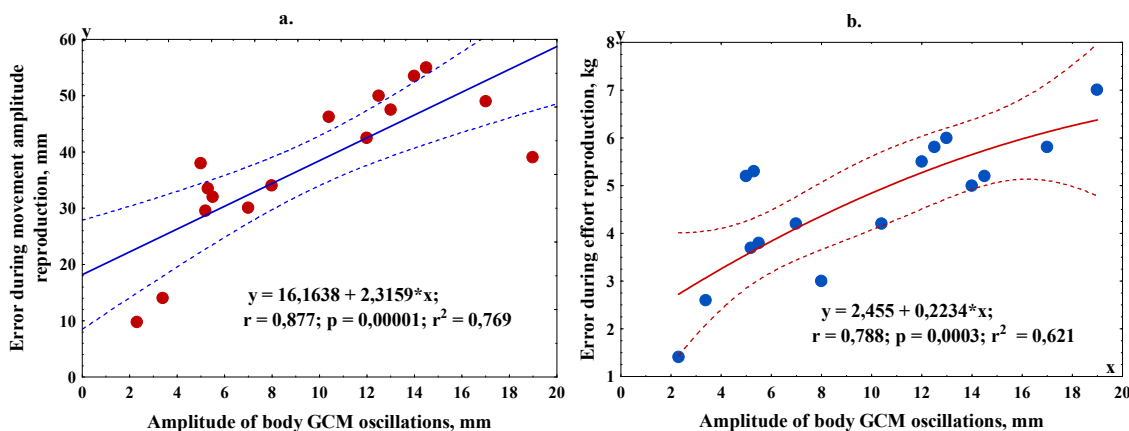 a.
y
Error during movement amplitude
reproduction, mm
60
50
40
30
20
10
0
y = 16,1638 + 2,3159*x;
r = 0,877; p = 0,00001; r² = 0,769
0 2 4 6 8 10 12 14 16 18 20
Amplitude of body GCM oscillations, mm
b.
y
Error during effort reproduction, kg
8
7
6
5
4
3
2
1
y = 2,455 + 0,2234*x;
r = 0,788; p = 0,0003; r² = 0,621
x
0 2 4 6 8 10 12 14 16 18 20
Amplitude of body GCM oscillations, mm